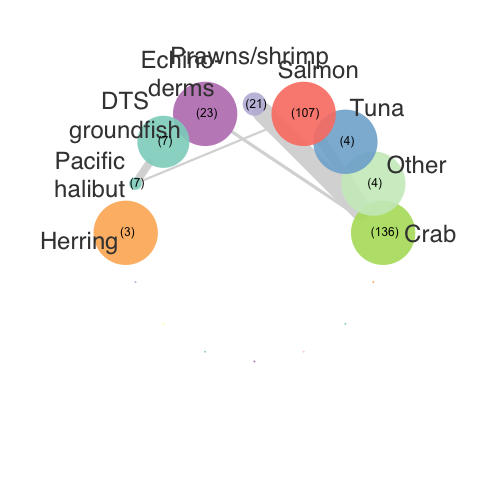 Prawns/shrimp
Echino-
derms
Salmon
DTS
groundfish
Tuna
Pacific
halibut
Other
Herring
Crab
(21)
(23)
(107)
(7)
(4)
(7)
(4)
(3)
(136)